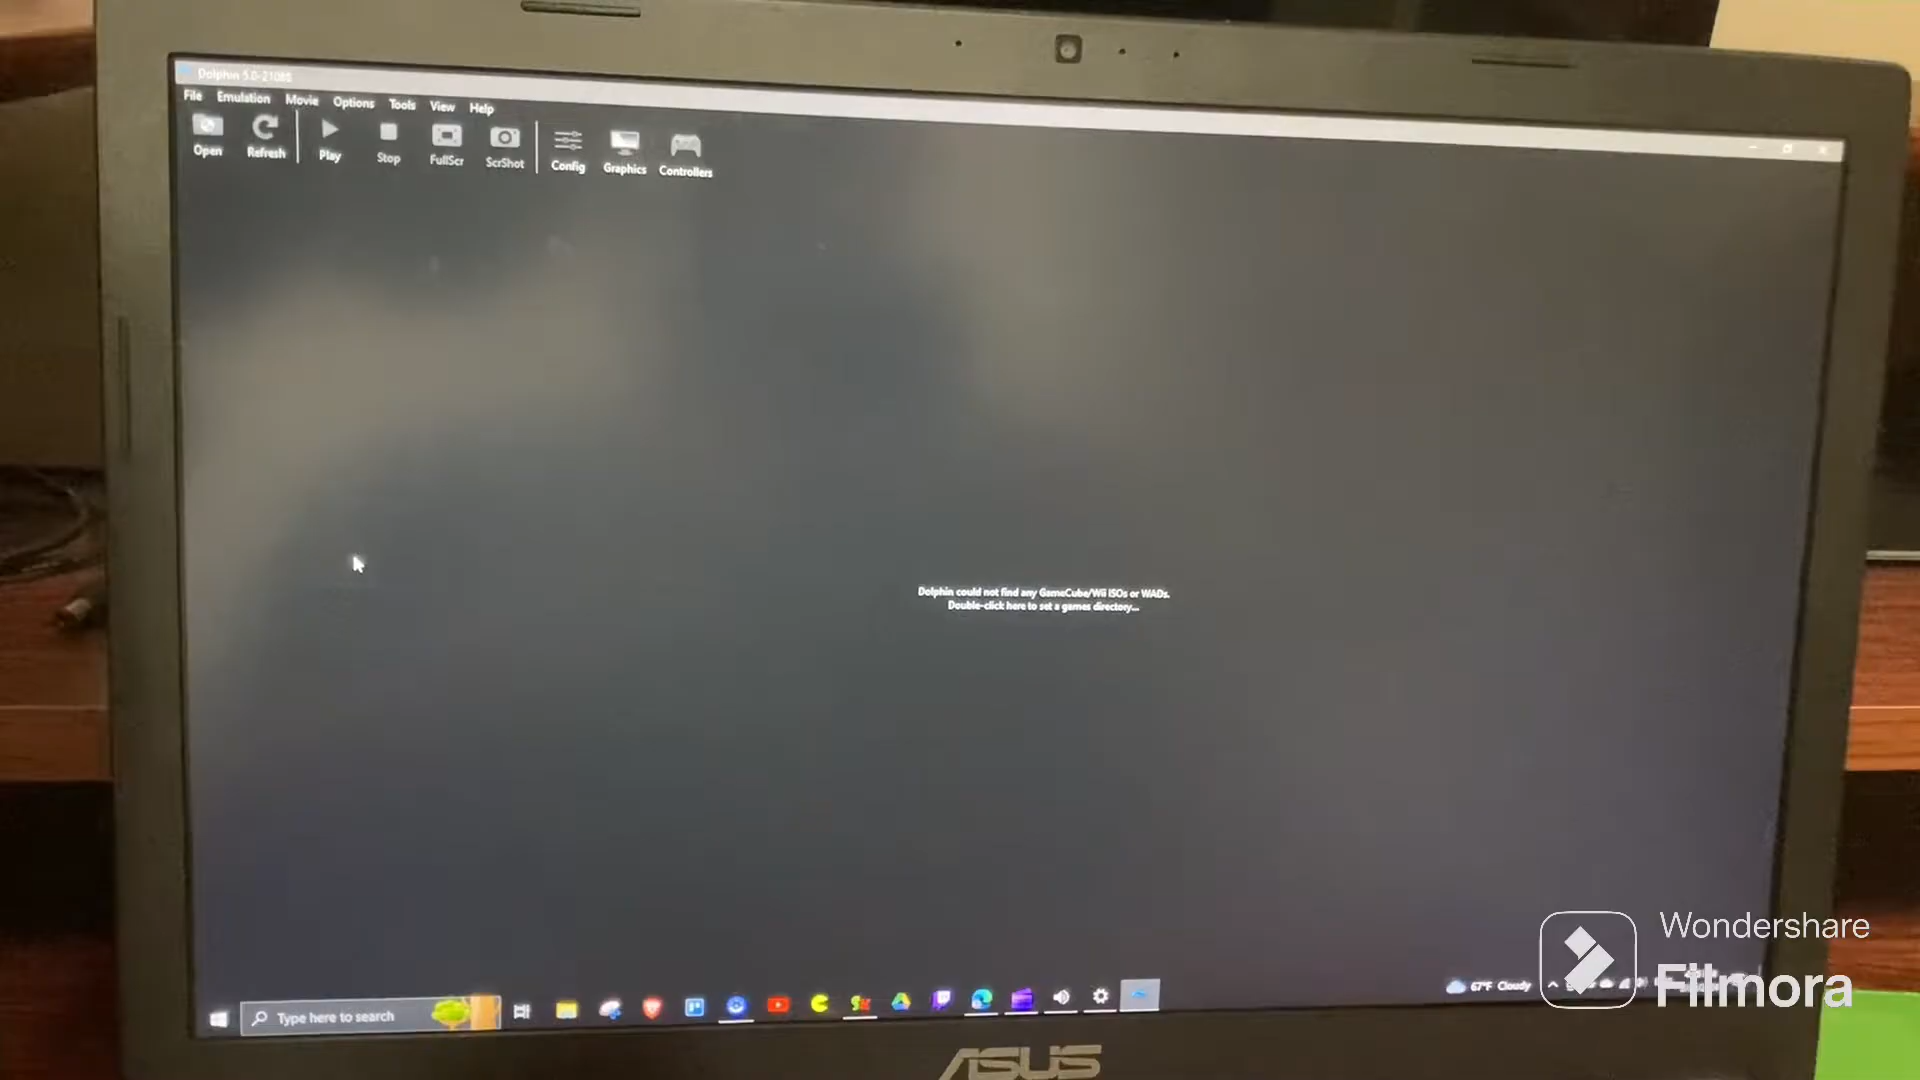 Dolphin 5.0-21088
File Emulation Movie Options Tools View Help
Open Refresh Play Stop FullScr ScrShot Config Graphics Controllers
Dolphin could not find any GameCube/Wii ISOs or WADs.
Double-click here to set a games directory...
Wondershare
Filmora
Type here to search
67°F Cloudy
ASUS